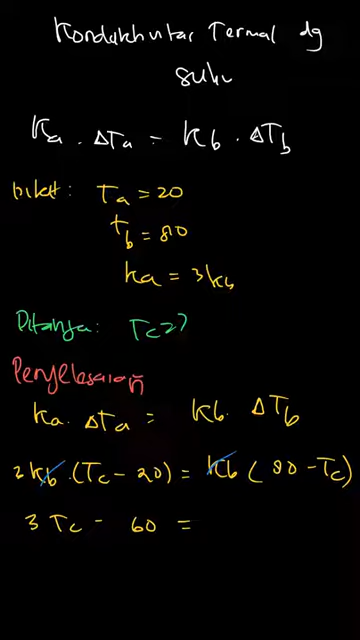 Konduktivitas Termal dg
suhu
Ka . ΔTa = Kb . ΔTb
Diket : Ta = 20
Tb = 80
Ka = 3Kb
Ditanya : Tc = ?
Penyelesaian
Ka . ΔTa = Kb . ΔTb
3Kb . (Tc - 20) = Kb (80 - Tc)
3 Tc - 60 =